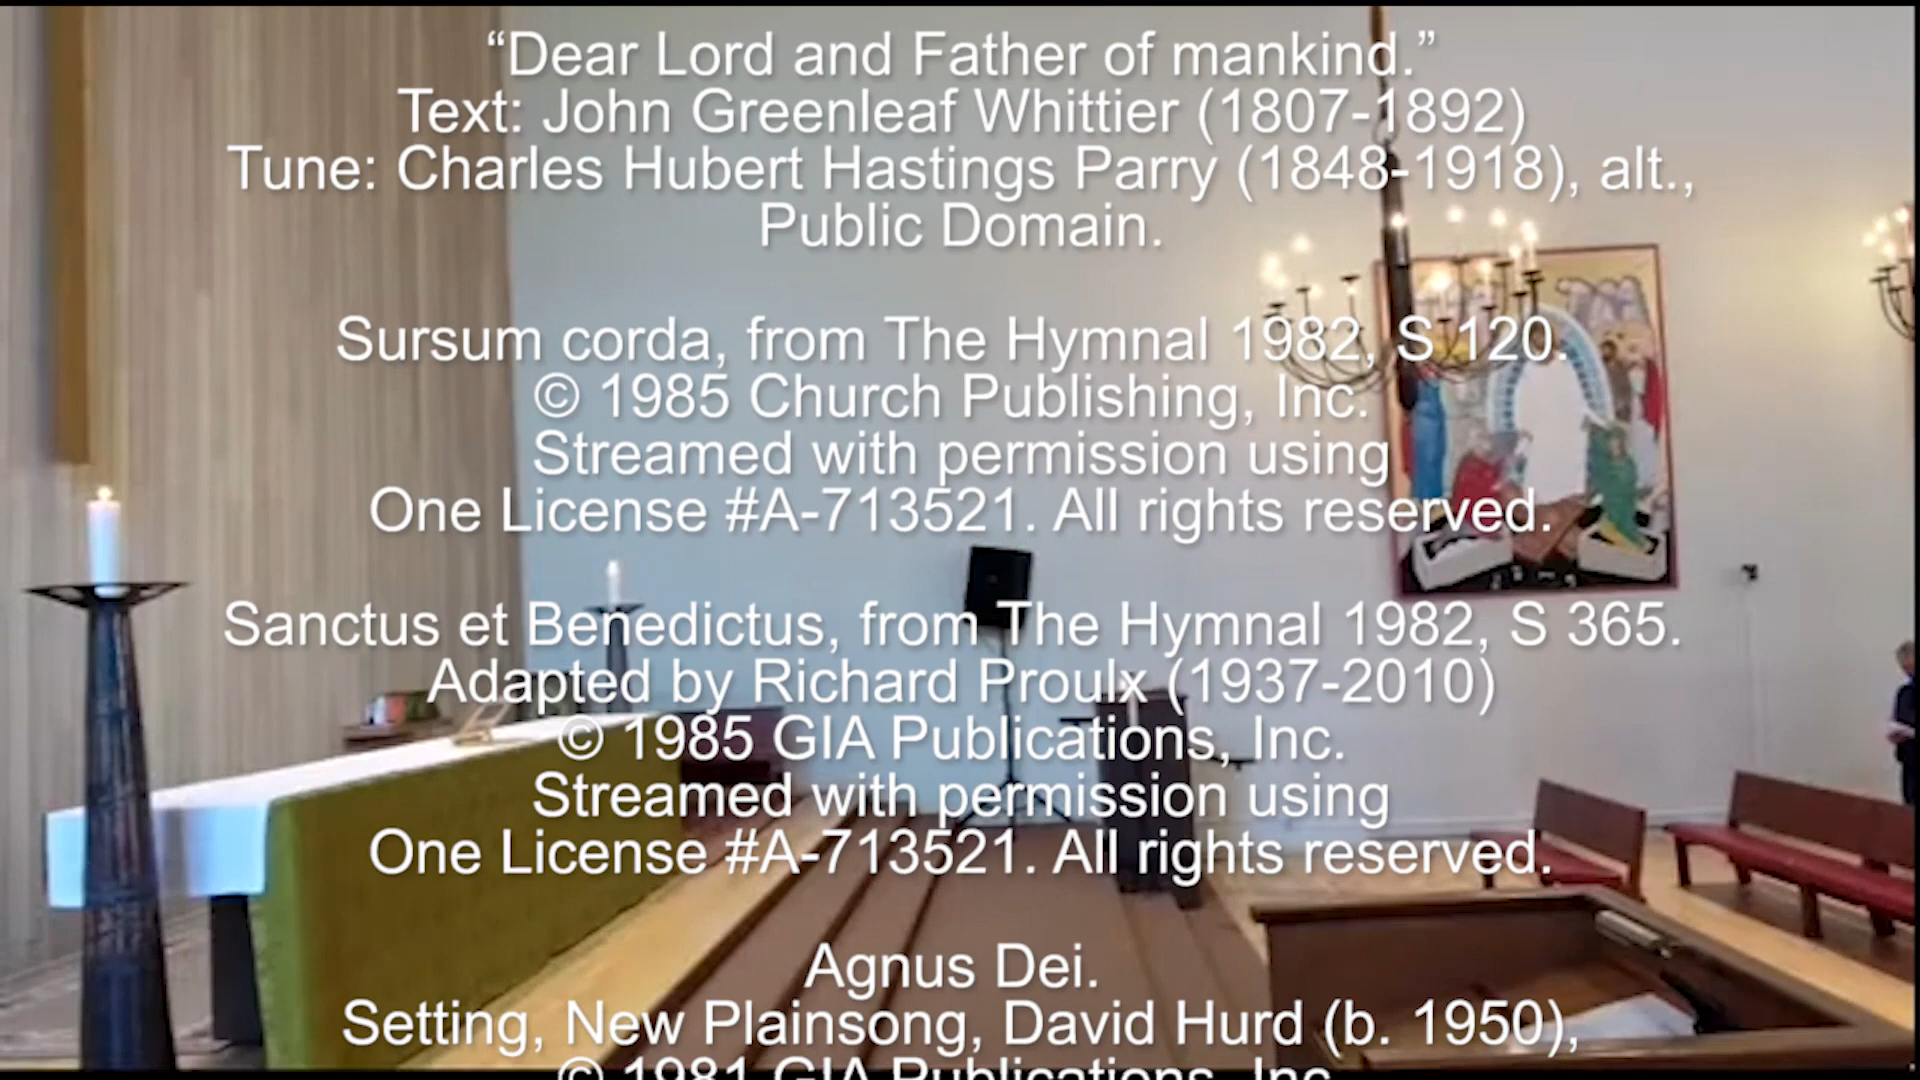 “Dear Lord and Father of mankind.”
Text: John Greenleaf Whittier (1807-1892)
Tune: Charles Hubert Hastings Parry (1848-1918), alt.,
Public Domain.
Sursum corda, from The Hymnal 1982, S 120.
© 1985 Church Publishing, Inc.
Streamed with permission using
One License #A-713521. All rights reserved.
Sanctus et Benedictus, from The Hymnal 1982, S 365.
Adapted by Richard Proulx (1937-2010)
© 1985 GIA Publications, Inc.
Streamed with permission using
One License #A-713521. All rights reserved.
Agnus Dei.
Setting, New Plainsong, David Hurd (b. 1950),
© 1981 GIA Publications, Inc.